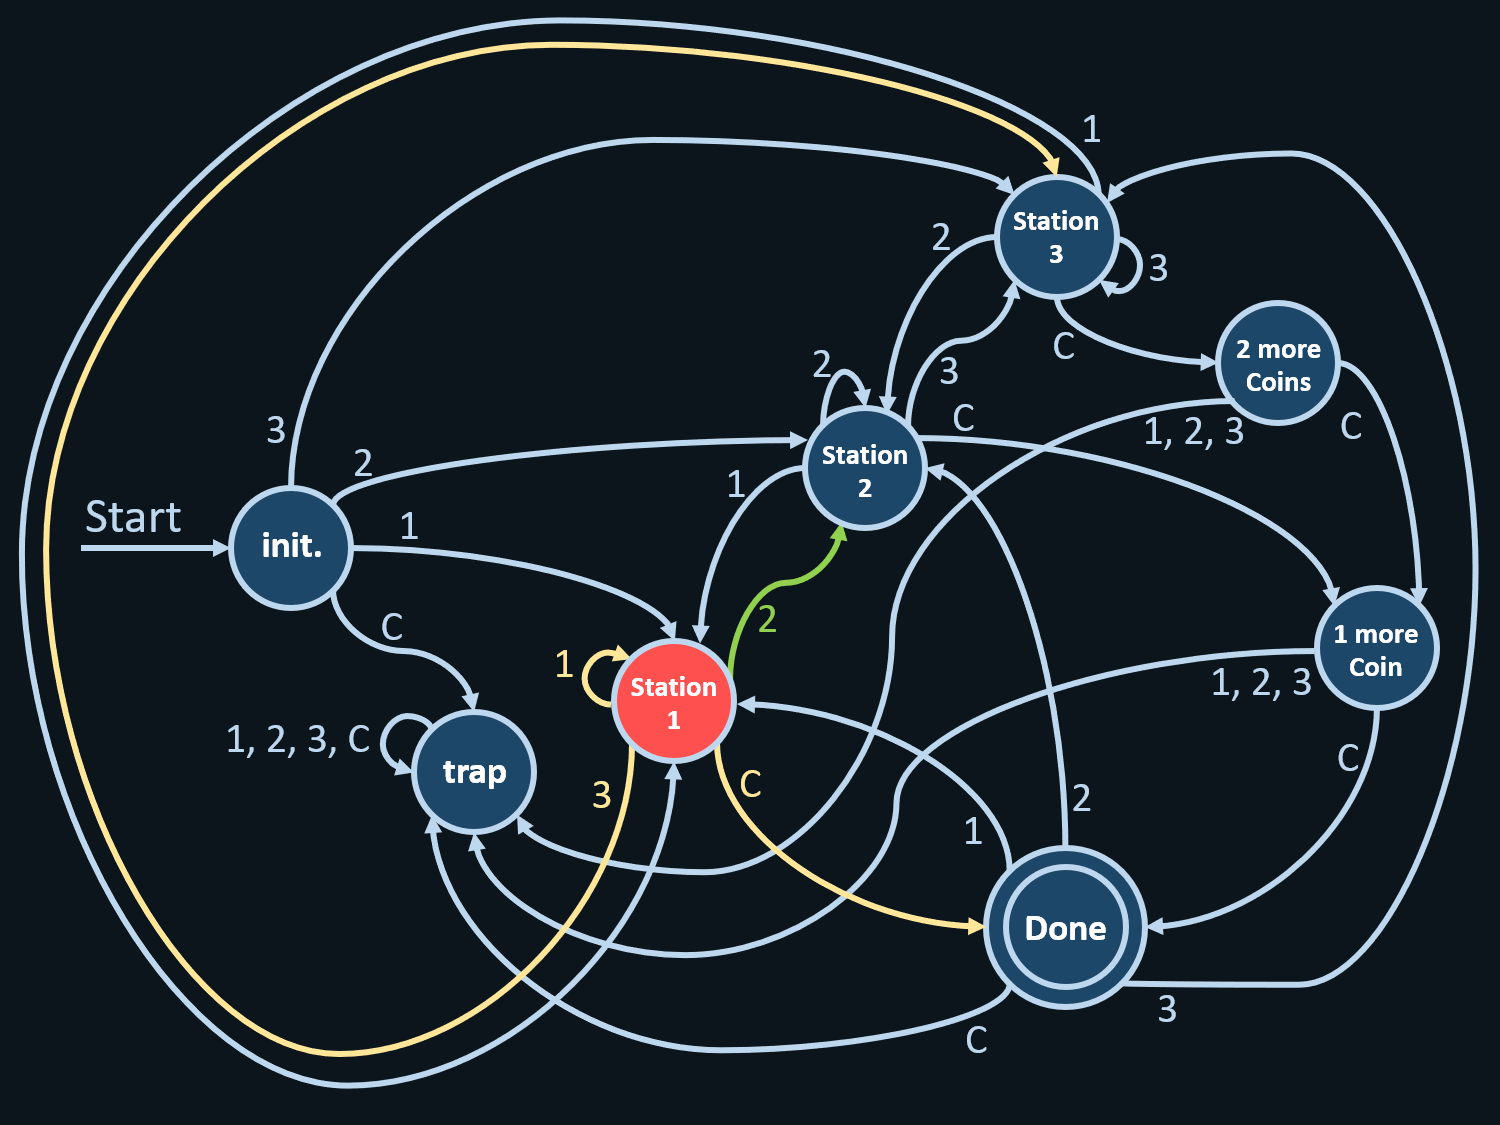 1
Station
3
2
3
C
2 more
Coins
2
3
C
1, 2, 3
C
3
2
Station
2
1
Start
1
init.
2
C
1
Station
1
1 more
Coin
1, 2, 3
1, 2, 3, C
trap
3
C
C
2
1
Done
3
C